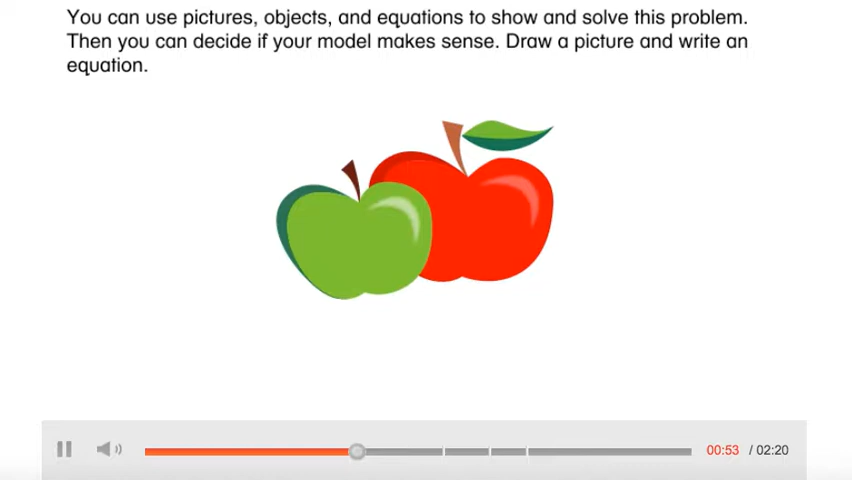 You can use pictures, objects, and equations to show and solve this problem.
Then you can decide if your model makes sense. Draw a picture and write an
equation.
00:53 / 02:20